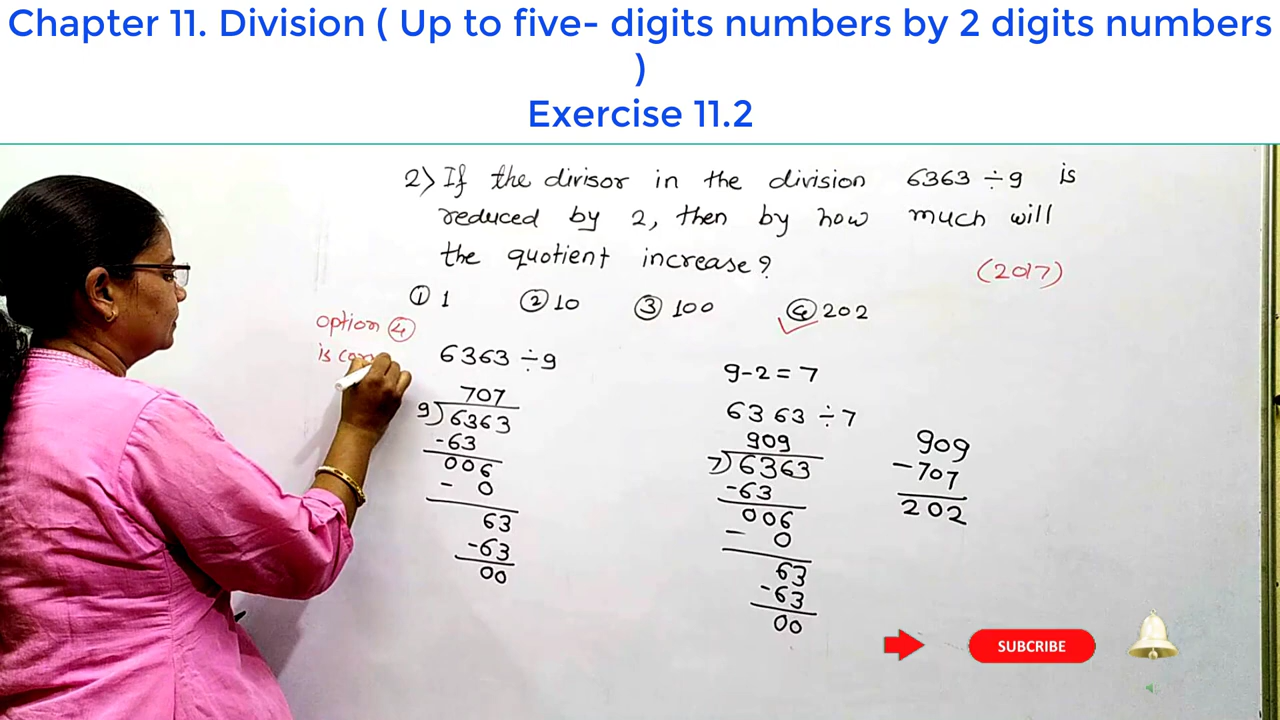 Chapter 11. Division ( Up to five- digits numbers by 2 digits numbers
)
Exercise 11.2
2) If the divisor in the division 6363 ÷ 9 is
reduced by 2, then by how much will
the quotient increase?
(2017)
① 1 ② 10 ③ 100 ④ 202
option ④
is
6363 ÷ 9
707
9) 6363
-63
006
- 0
63
-63
00
9-2 = 7
6363 ÷ 7
909
7) 6363
-63
006
- 0
63
-63
00
909
-707
202
SUBCRIBE